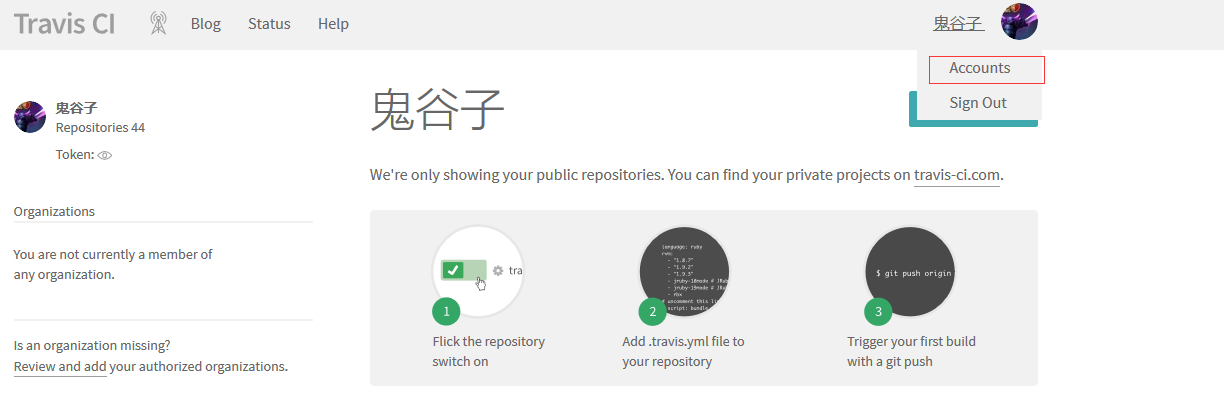 Travis CI
Blog
Status
Help
鬼谷子
Accounts
Sign Out
鬼谷子
Repositories 44
Token:
Organizations
You are not currently a member of
any organization.
Is an organization missing?
Review and add your authorized organizations.
鬼谷子
We're only showing your public repositories. You can find your private projects on travis-ci.com.
tra
1
Flick the repository
switch on
language: ruby
rvm:
- "1.8.7"
- "1.9.2"
- "1.9.3"
- jruby-18mode # JRub
- jruby-19mode # JRu
- rbx
# uncomment this li
script: bundle
2
Add .travis.yml file to
your repository
$ git push origin
3
Trigger your first build
with a git push